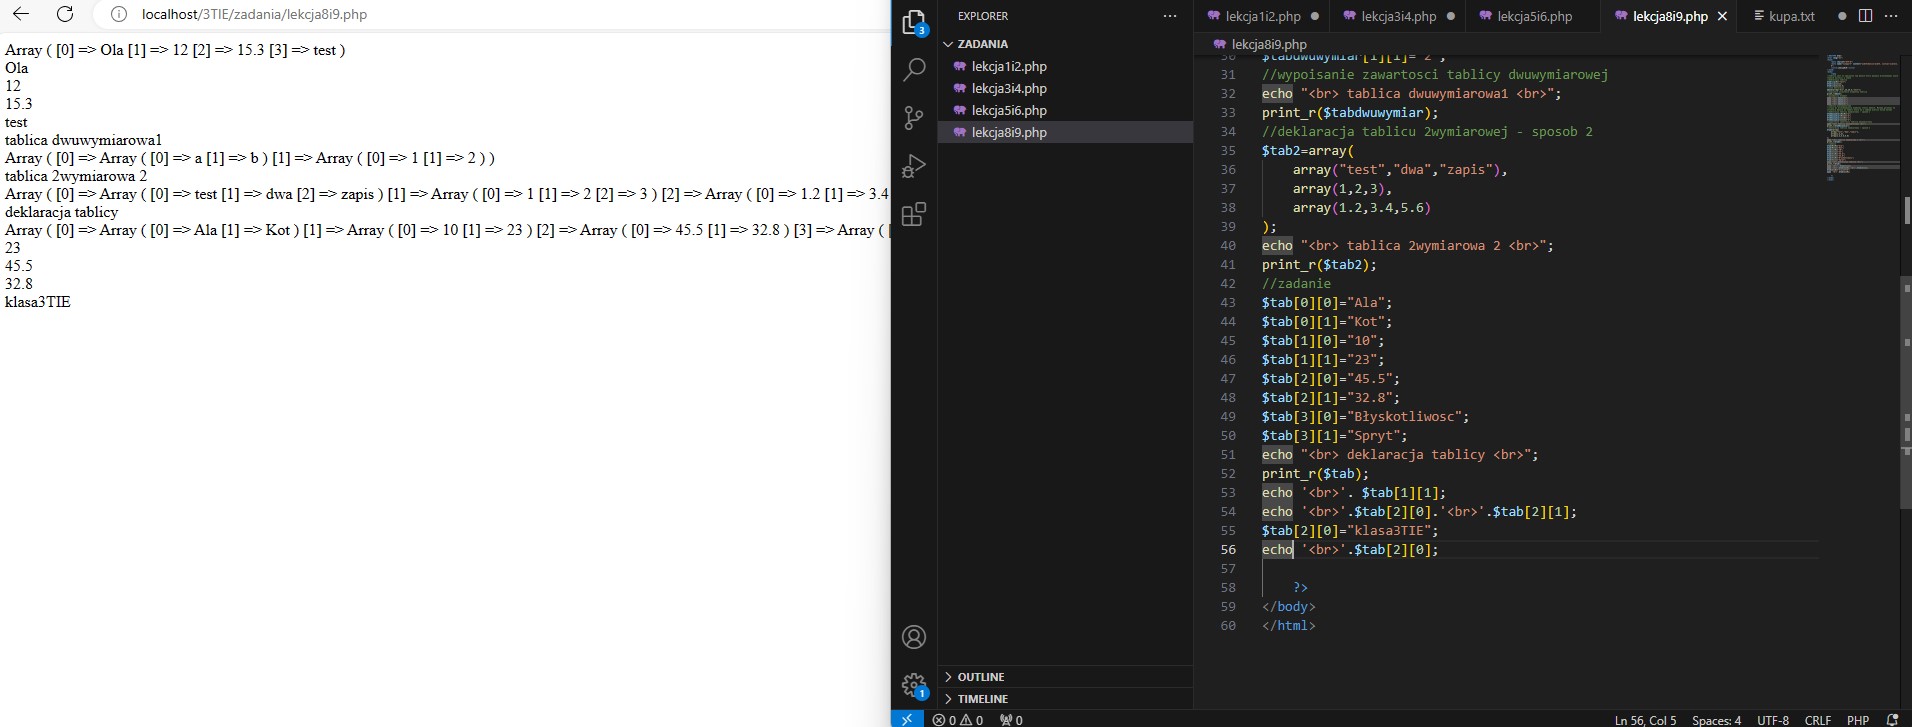 localhost/3TIE/zadania/lekcja8i9.php
Array ( [0] => Ola [1] => 12 [2] => 15.3 [3] => test )
Ola
12
15.3
test
tablica dwuwymiarowa1
Array ( [0] => Array ( [0] => a [1] => b ) [1] => Array ( [0] => 1 [1] => 2 ) )
tablica 2wymiarowa 2
Array ( [0] => Array ( [0] => test [1] => dwa [2] => zapis ) [1] => Array ( [0] => 1 [1] => 2 [2] => 3 ) [2] => Array ( [0] => 1.2 [1] => 3.4
deklaracja tablicy
Array ( [0] => Array ( [0] => Ala [1] => Kot ) [1] => Array ( [0] => 10 [1] => 23 ) [2] => Array ( [0] => 45.5 [1] => 32.8 ) [3] => Array ( [
23
45.5
32.8
klasa3TIE
3
1
EXPLORER
ZADANIA
lekcja1i2.php
lekcja3i4.php
lekcja5i6.php
lekcja8i9.php
OUTLINE
TIMELINE
lekcja1i2.php lekcja3i4.php lekcja5i6.php lekcja8i9.php kupa.txt
lekcja8i9.php
30 $tabdwuwymiar[1][1]="2";
31 //wypoisanie zawartosci tablicy dwuwymiarowej
32 echo "<br> tablica dwuwymiarowa1 <br>";
33 print_r($tabdwuwymiar);
34 //deklaracja tablicu 2wymiarowej - sposob 2
35 $tab2=array(
36 array("test","dwa","zapis"),
37 array(1,2,3),
38 array(1.2,3.4,5.6)
39 );
40 echo "<br> tablica 2wymiarowa 2 <br>";
41 print_r($tab2);
42 //zadanie
43 $tab[0][0]="Ala";
44 $tab[0][1]="Kot";
45 $tab[1][0]="10";
46 $tab[1][1]="23";
47 $tab[2][0]="45.5";
48 $tab[2][1]="32.8";
49 $tab[3][0]="Błyskotliwosc";
50 $tab[3][1]="Spryt";
51 echo "<br> deklaracja tablicy <br>";
52 print_r($tab);
53 echo '<br>'. $tab[1][1];
54 echo '<br>'.$tab[2][0].'<br>'.$tab[2][1];
55 $tab[2][0]="klasa3TIE";
56 echo '<br>'.$tab[2][0];
57
58 ?>
59 </body>
60 </html>
0 0 0 Ln 56, Col 5 Spaces: 4 UTF-8 CRLF PHP